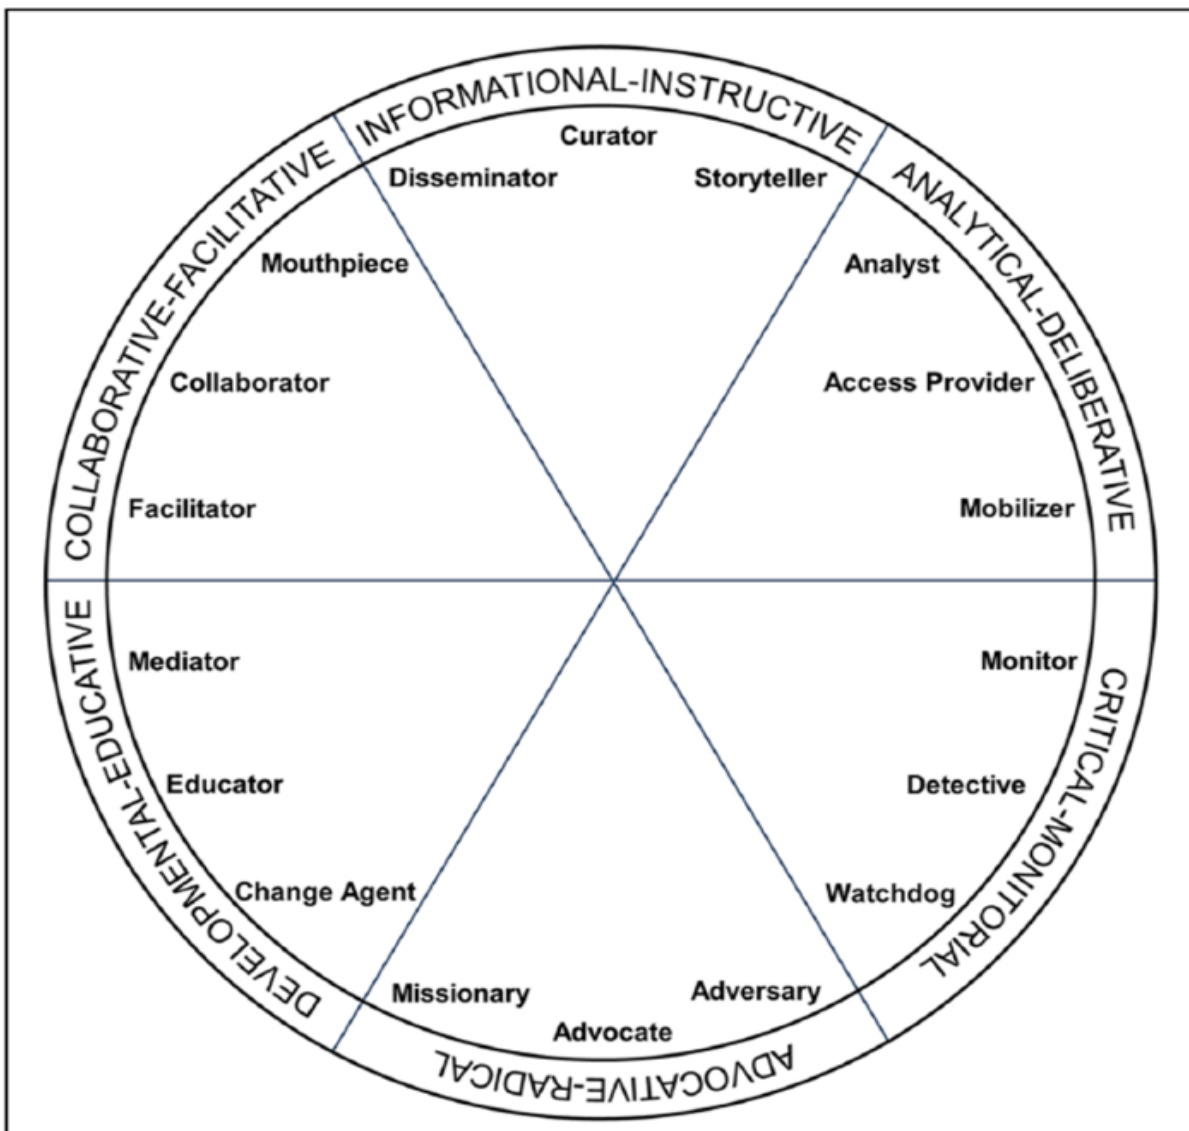 INFORMATIONAL-INSTRUCTIVE
Curator
Disseminator
Storyteller
ANALYTICAL-DELIBERATIVE
Analyst
Access Provider
Mobilizer
CRITICAL-MONITORIAL
Monitor
Detective
Watchdog
ADVOCATIVE-RADICAL
Adversary
Advocate
Missionary
DEVELOPMENTAL-EDUCATIVE
Change Agent
Educator
Mediator
COLLABORATIVE-FACILITATIVE
Facilitator
Collaborator
Mouthpiece